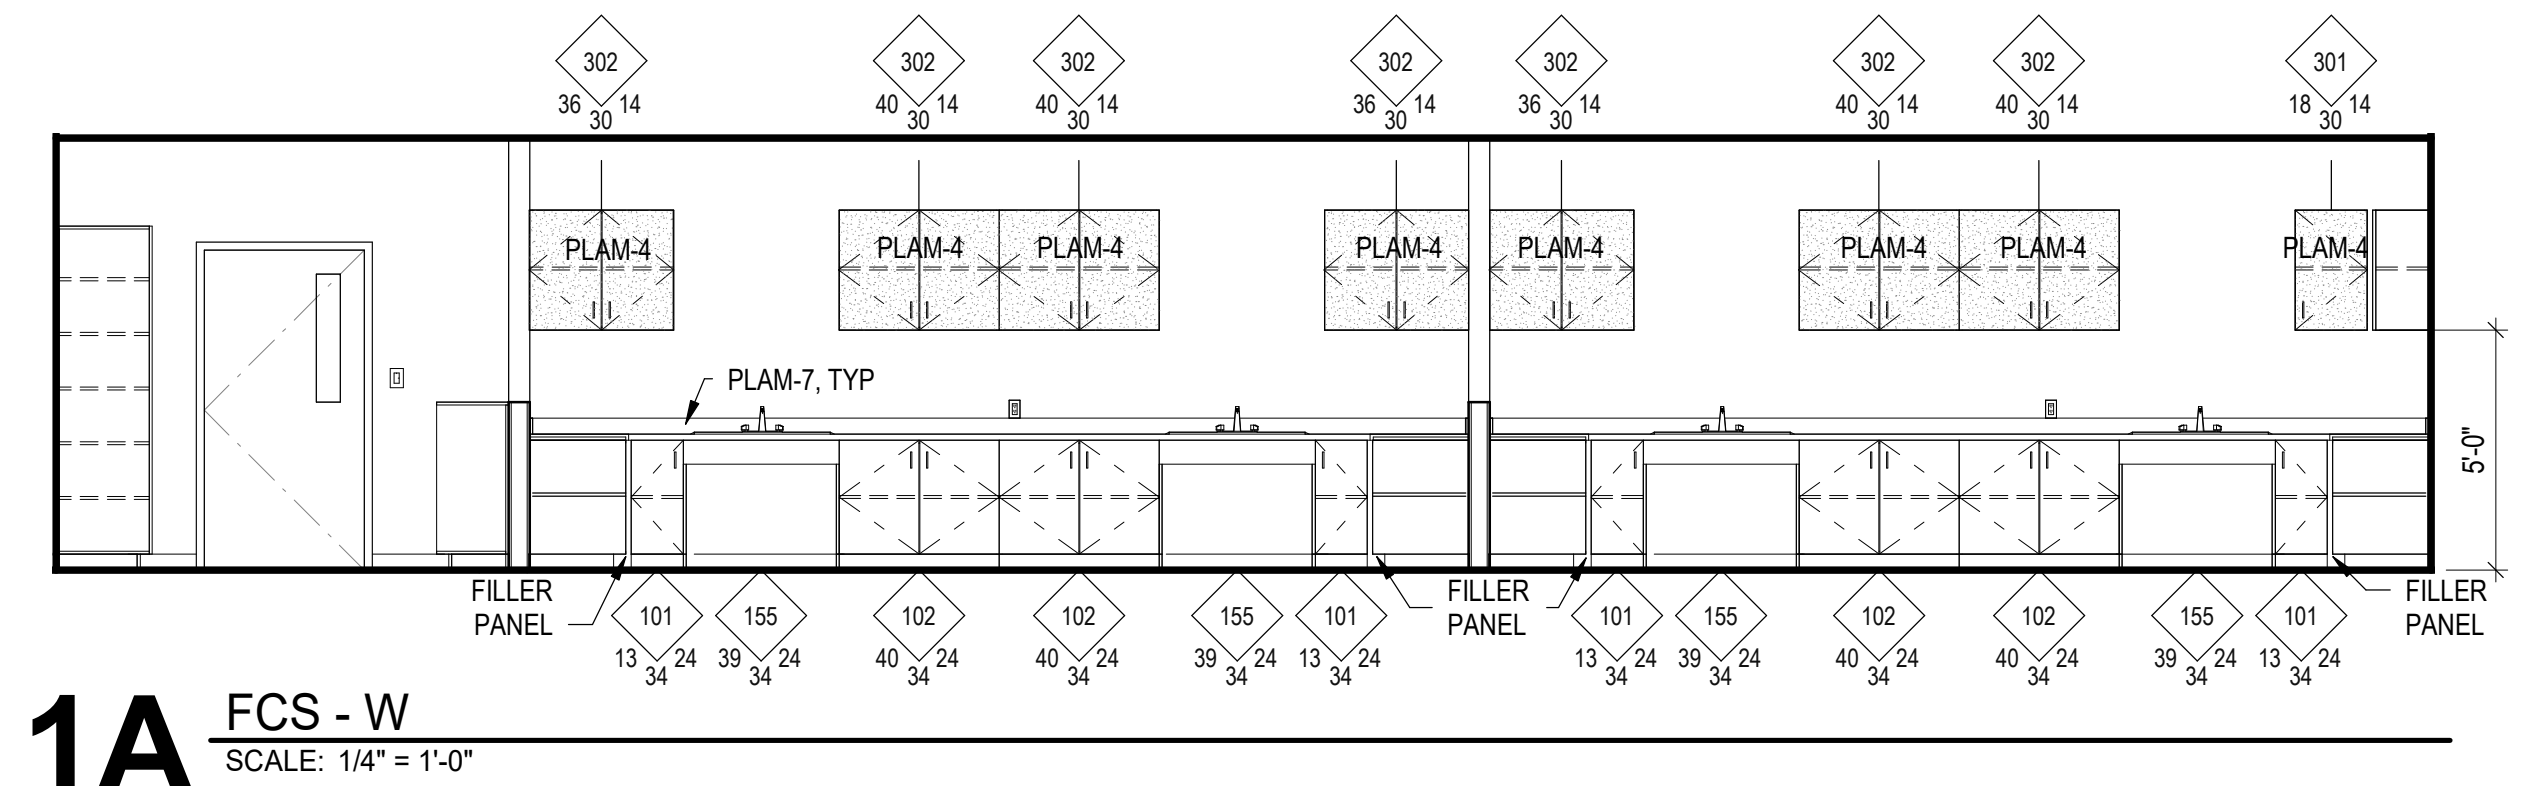 302 302 302 302 302 302 302 301
36 14 40 14 40 14 36 14 36 14 40 14 40 14 18 14
30 30 30 30 30 30 30 30
PLAM-4 PLAM-4 PLAM-4 PLAM-4 PLAM-4 PLAM-4 PLAM-4 PLAM-4
PLAM-7, TYP
5'-0"
FILLER
PANEL
FILLER
PANEL
FILLER
PANEL
101 155 102 102 155 101 101 155 102 102 155 101
13 24 39 24 40 24 40 24 39 24 13 24 13 24 39 24 40 24 40 24 39 24 13 24
34 34 34 34 34 34 34 34 34 34 34 34
1A
FCS - W
SCALE: 1/4" = 1'-0"